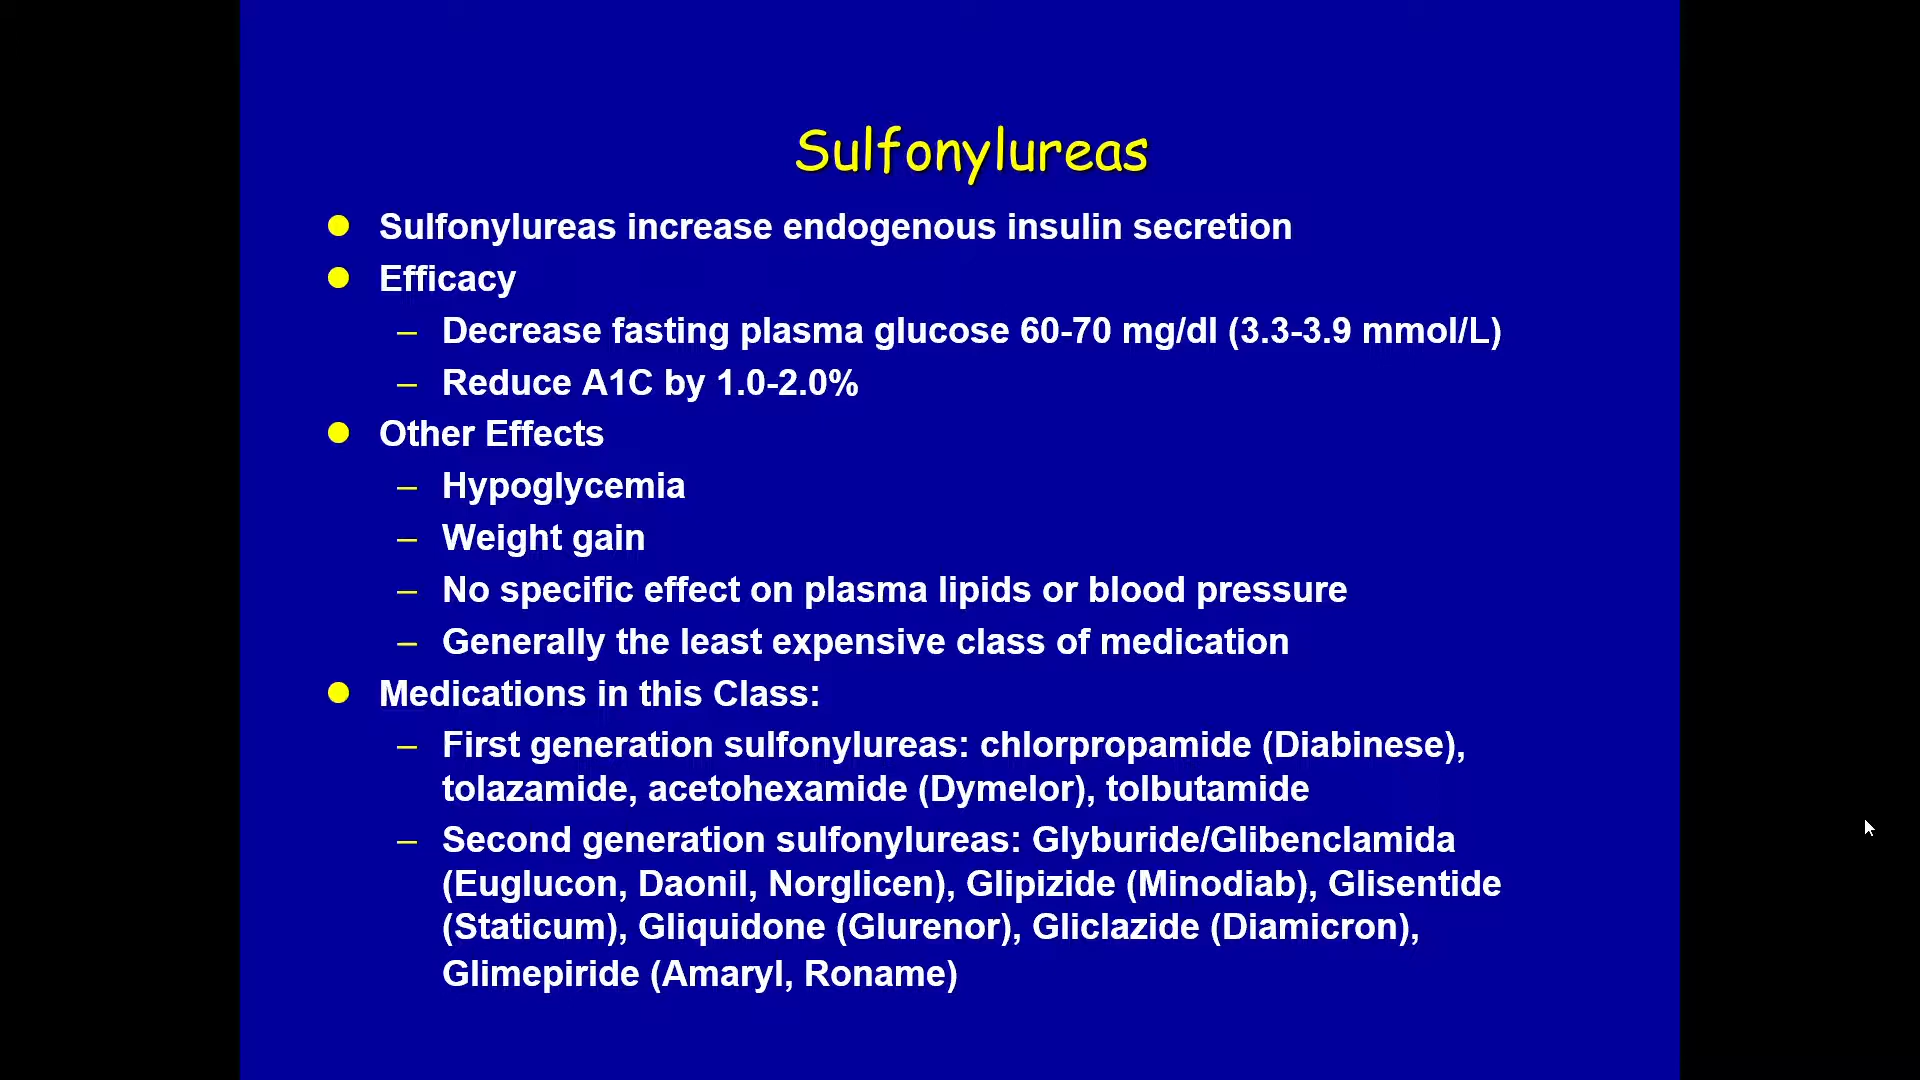 Sulfonylureas
Sulfonylureas increase endogenous insulin secretion
Efficacy
– Decrease fasting plasma glucose 60-70 mg/dl (3.3-3.9 mmol/L)
– Reduce A1C by 1.0-2.0%
Other Effects
– Hypoglycemia
– Weight gain
– No specific effect on plasma lipids or blood pressure
– Generally the least expensive class of medication
Medications in this Class:
– First generation sulfonylureas: chlorpropamide (Diabinese),
tolazamide, acetohexamide (Dymelor), tolbutamide
– Second generation sulfonylureas: Glyburide/Glibenclamida
(Euglucon, Daonil, Norglicen), Glipizide (Minodiab), Glisentide
(Staticum), Gliquidone (Glurenor), Gliclazide (Diamicron),
Glimepiride (Amaryl, Roname)